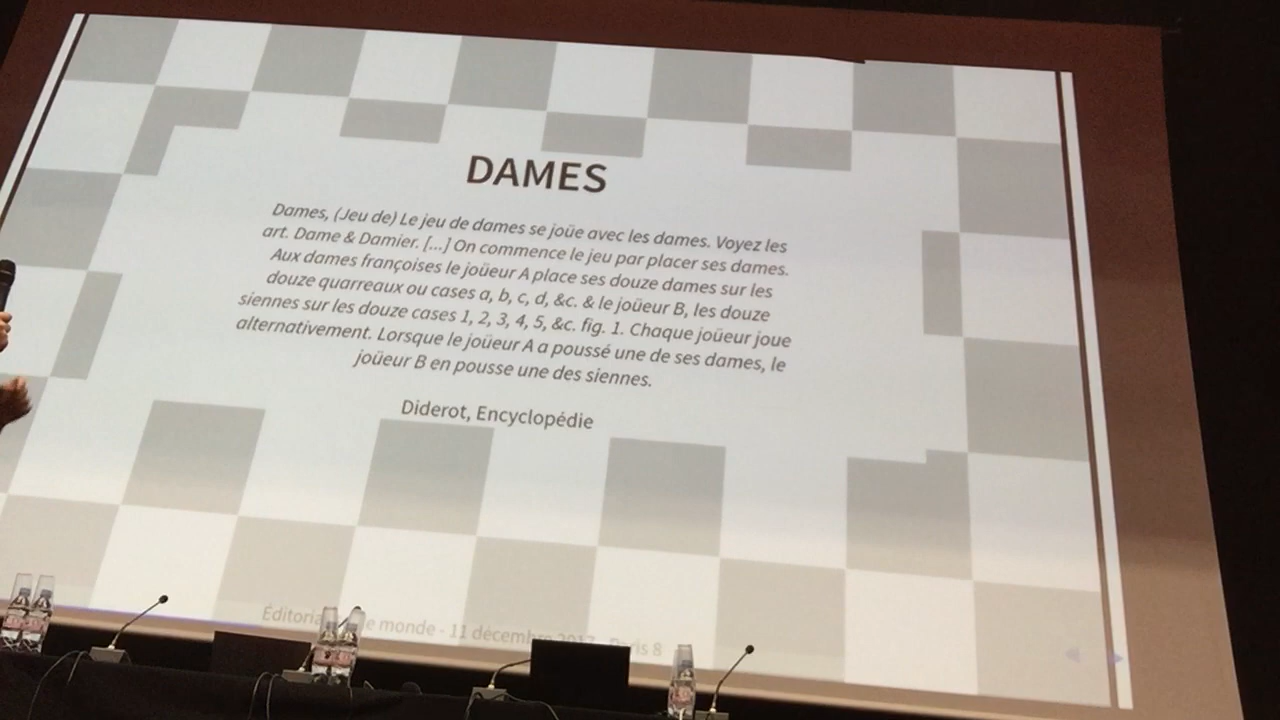 DAMES
Dames, (Jeu de) Le jeu de dames se joüe avec les dames. Voyez les
art. Dame & Damier. [...] On commence le jeu par placer ses dames.
Aux dames françoises le joüeur A place ses douze dames sur les
douze quarreaux ou cases a, b, c, d, &c. & le joüeur B, les douze
siennes sur les douze cases 1, 2, 3, 4, 5, &c. fig. 1. Chaque joüeur joue
alternativement. Lorsque le joüeur A a poussé une de ses dames, le
joüeur B en pousse une des siennes.
Diderot, Encyclopédie
monde - 11 décembre 2017 8